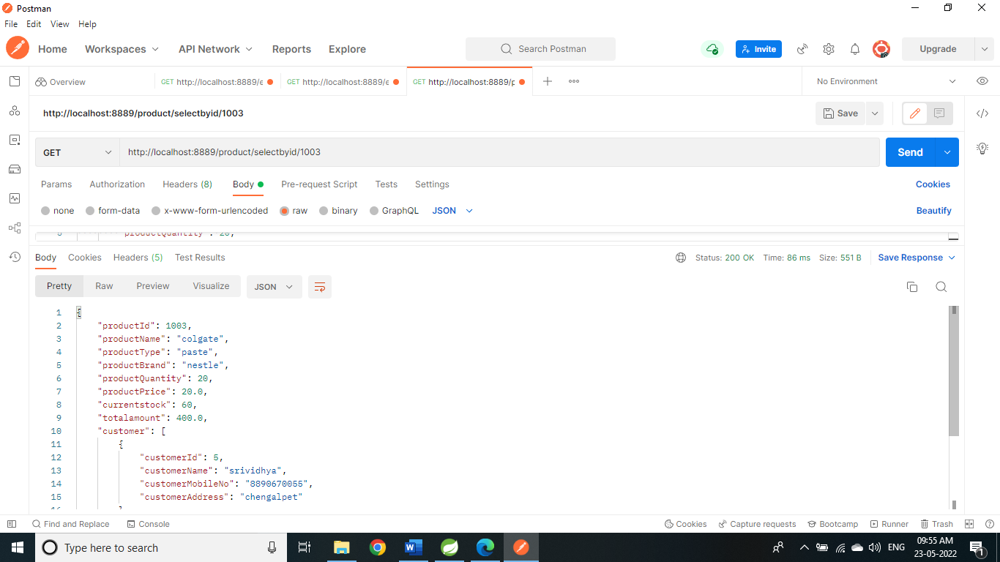 Postman
File Edit View Help
Home Workspaces API Network Reports Explore Search Postman Invite Upgrade
Overview GET http://localhost:8889/e GET http://localhost:8889/e GET http://localhost:8889/p No Environment
http://localhost:8889/product/selectbyid/1003 Save
GET http://localhost:8889/product/selectbyid/1003 Send
Params Authorization Headers (8) Body Pre-request Script Tests Settings Cookies
none form-data x-www-form-urlencoded raw binary GraphQL JSON Beautify
5 "productQuantity": 20,
Body Cookies Headers (5) Test Results Status: 200 OK Time: 86 ms Size: 551 B Save Response
Pretty Raw Preview Visualize JSON
1 {
2 "productId": 1003,
3 "productName": "colgate",
4 "productType": "paste",
5 "productBrand": "nestle",
6 "productQuantity": 20,
7 "productPrice": 20.0,
8 "currentstock": 60,
9 "totalamount": 400.0,
10 "customer": [
11 {
12 "customerId": 5,
13 "customerName": "srividhya",
14 "customerMobileNo": "8890670055",
15 "customerAddress": "chengalpet"
16 }
Find and Replace Console Cookies Capture requests Bootcamp Runner Trash
Type here to search ENG 09:55 AM
23-05-2022 1